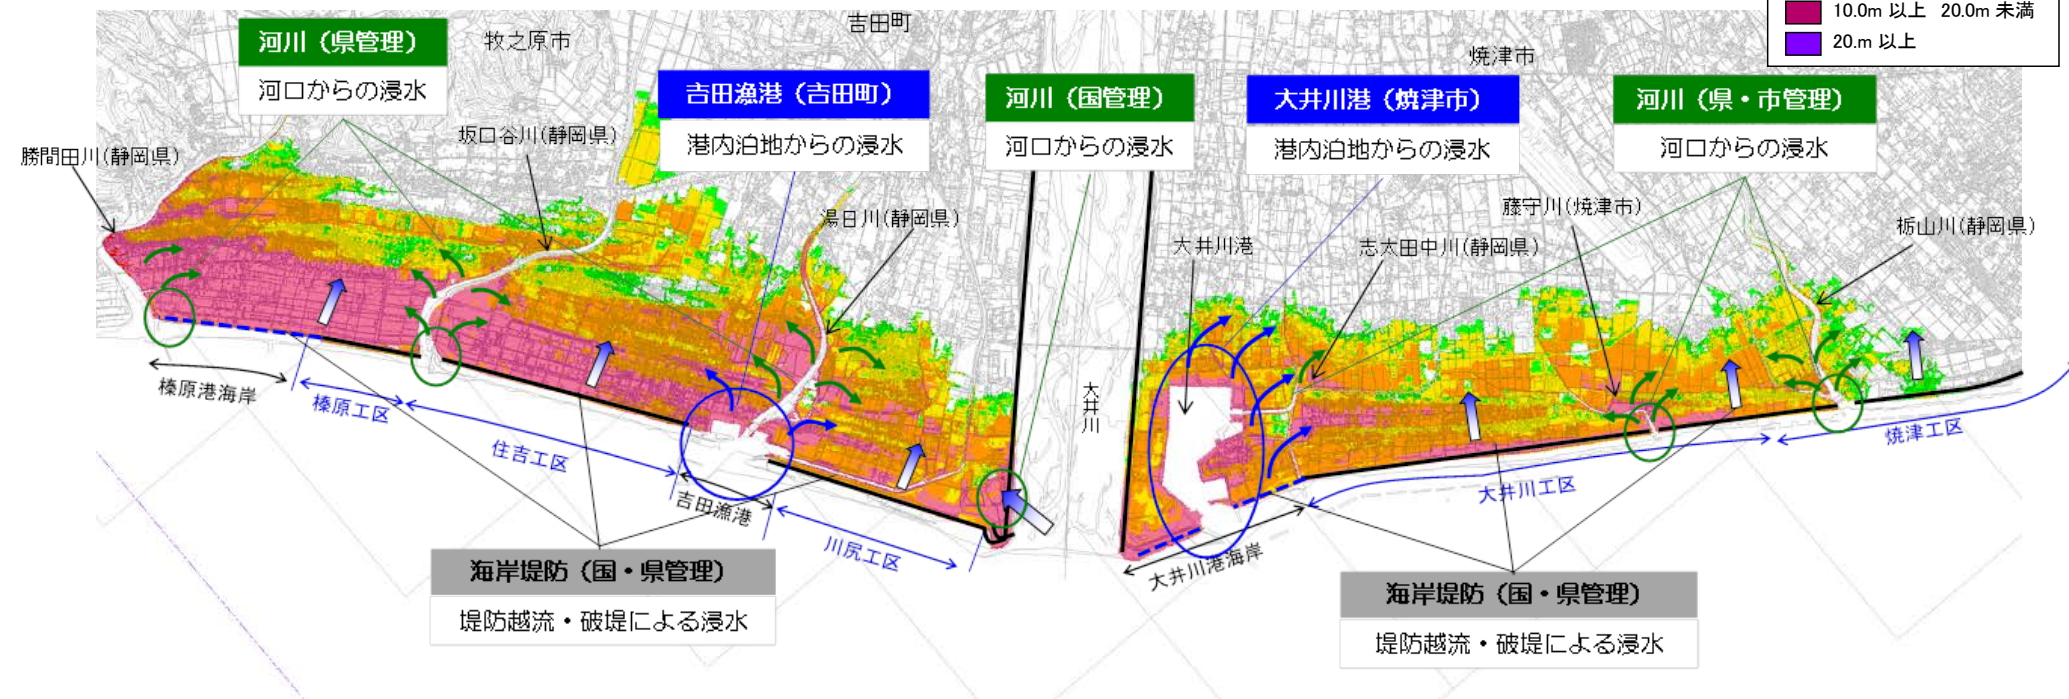 10.0m 以上 20.0m 未満
20.m 以上
吉田町
牧之原市
焼津市
河川（県管理）
河口からの浸水
吉田漁港（吉田町）
港内泊地からの浸水
河川（国管理）
河口からの浸水
大井川港（焼津市）
港内泊地からの浸水
河川（県・市管理）
河口からの浸水
勝間田川(静岡県)
坂口谷川(静岡県)
湯日川(静岡県)
大井川港
志太田中川(静岡県)
藤守川(焼津市)
栃山川(静岡県)
大井川
榛原港海岸
榛原工区
住吉工区
吉田漁港
川尻工区
大井川港海岸
大井川工区
焼津工区
海岸堤防（国・県管理）
堤防越流・破堤による浸水
海岸堤防（国・県管理）
堤防越流・破堤による浸水